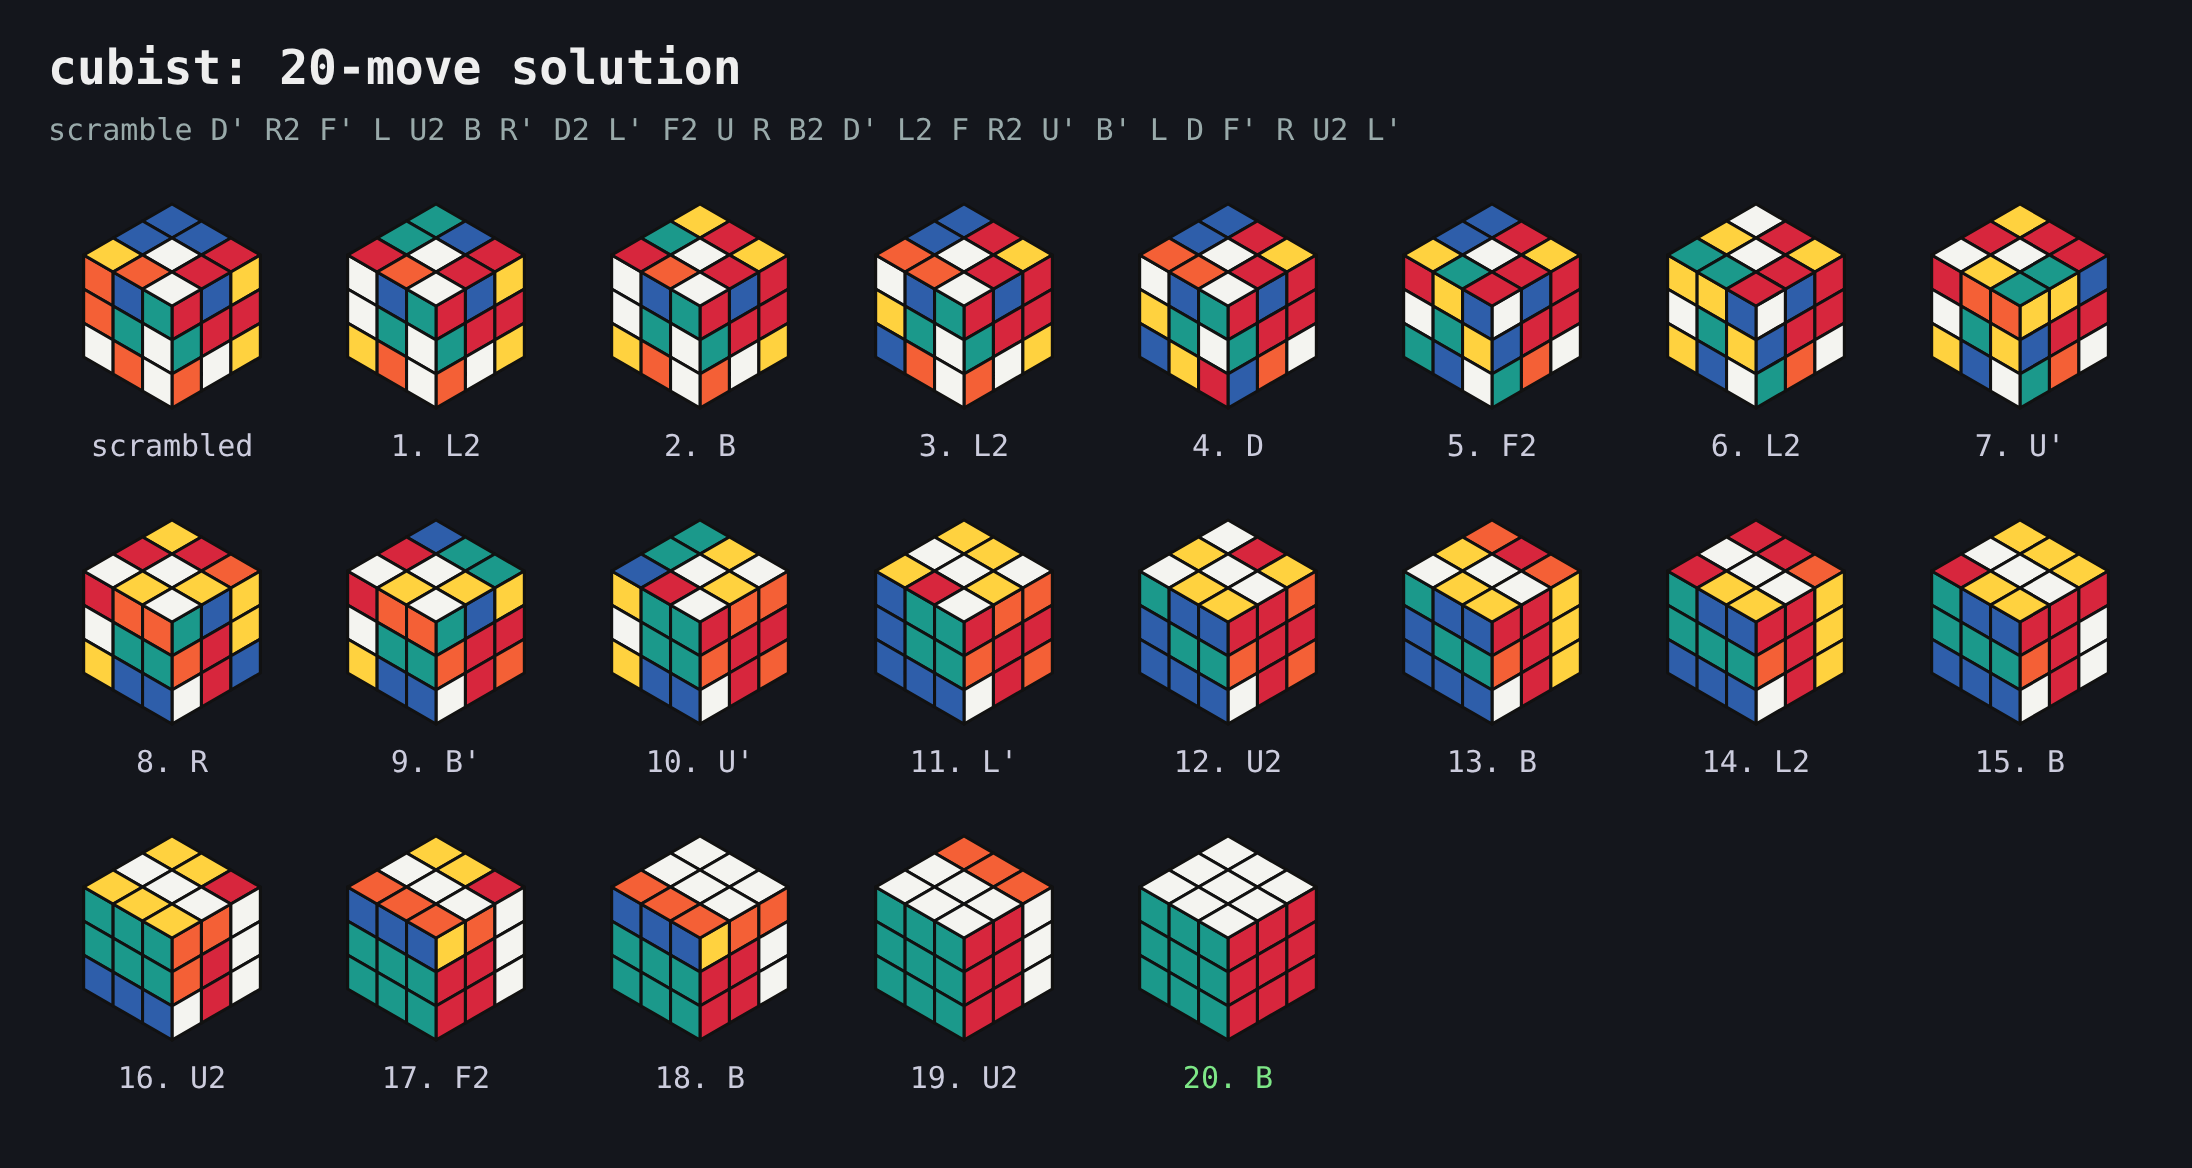 cubist: 20-move solution
scramble D' R2 F' L U2 B R' D2 L' F2 U R B2 D' L2 F R2 U' B' L D F' R U2 L'
scrambled 1. L2 2. B 3. L2 4. D 5. F2 6. L2 7. U'
8. R 9. B' 10. U' 11. L' 12. U2 13. B 14. L2 15. B
16. U2 17. F2 18. B 19. U2 20. B